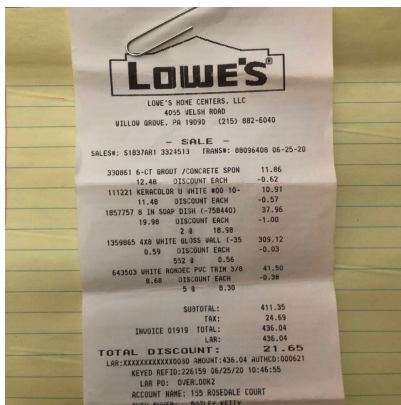 LOWE'S®
LOWE'S HOME CENTERS, LLC
4055 WELSH ROAD
WILLOW GROVE, PA 19090 (215) 882-6040
- SALE -
SALES#: S1837AR1 3324513 TRANS#: 88096408 06-25-20
330861 6-CT GROUT /CONCRETE SPON 11.86
12.48 DISCOUNT EACH -0.62
111221 KERACOLOR U WHITE #00 10- 10.91
11.48 DISCOUNT EACH -0.57
1857757 8 IN SOAP DISH (-758440) 37.96
19.98 DISCOUNT EACH -1.00
2 @ 18.98
1359865 4X8 WHITE GLOSS WALL (-35 309.12
0.59 DISCOUNT EACH -0.03
552 @ 0.56
643503 WHITE RONDEC PVC TRIM 3/8 41.50
8.68 DISCOUNT EACH -0.38
5 @ 8.30
SUBTOTAL: 411.35
TAX: 24.69
INVOICE 01919 TOTAL: 436.04
LAR: 436.04
TOTAL DISCOUNT: 21.65
LAR:XXXXXXXXXXXX0030 AMOUNT:436.04 AUTHCD:000621
KEYED REFID:226159 06/25/20 10:46:55
LAR PO: OVERLOOK2
ACCOUNT NAME: 155 ROSEDALE COURT